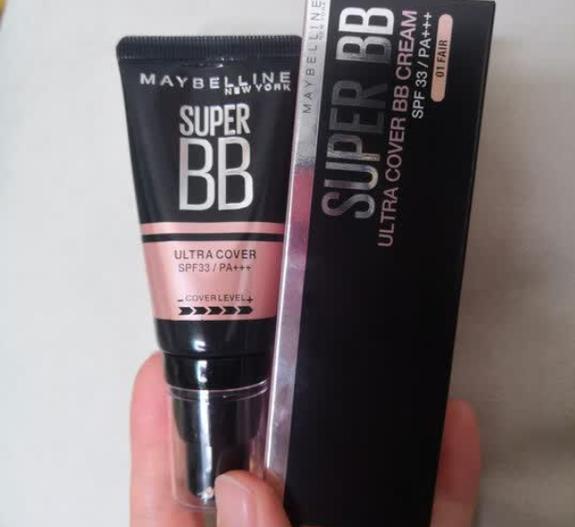 MAYBELLINE
NEW YORK
SUPER
BB
ULTRA COVER
SPF33 / PA+++
- COVER LEVEL +
MAYBELLINE
SUPER BB
ULTRA COVER BB CREAM
SPF 33 / PA+++
01 FAIR